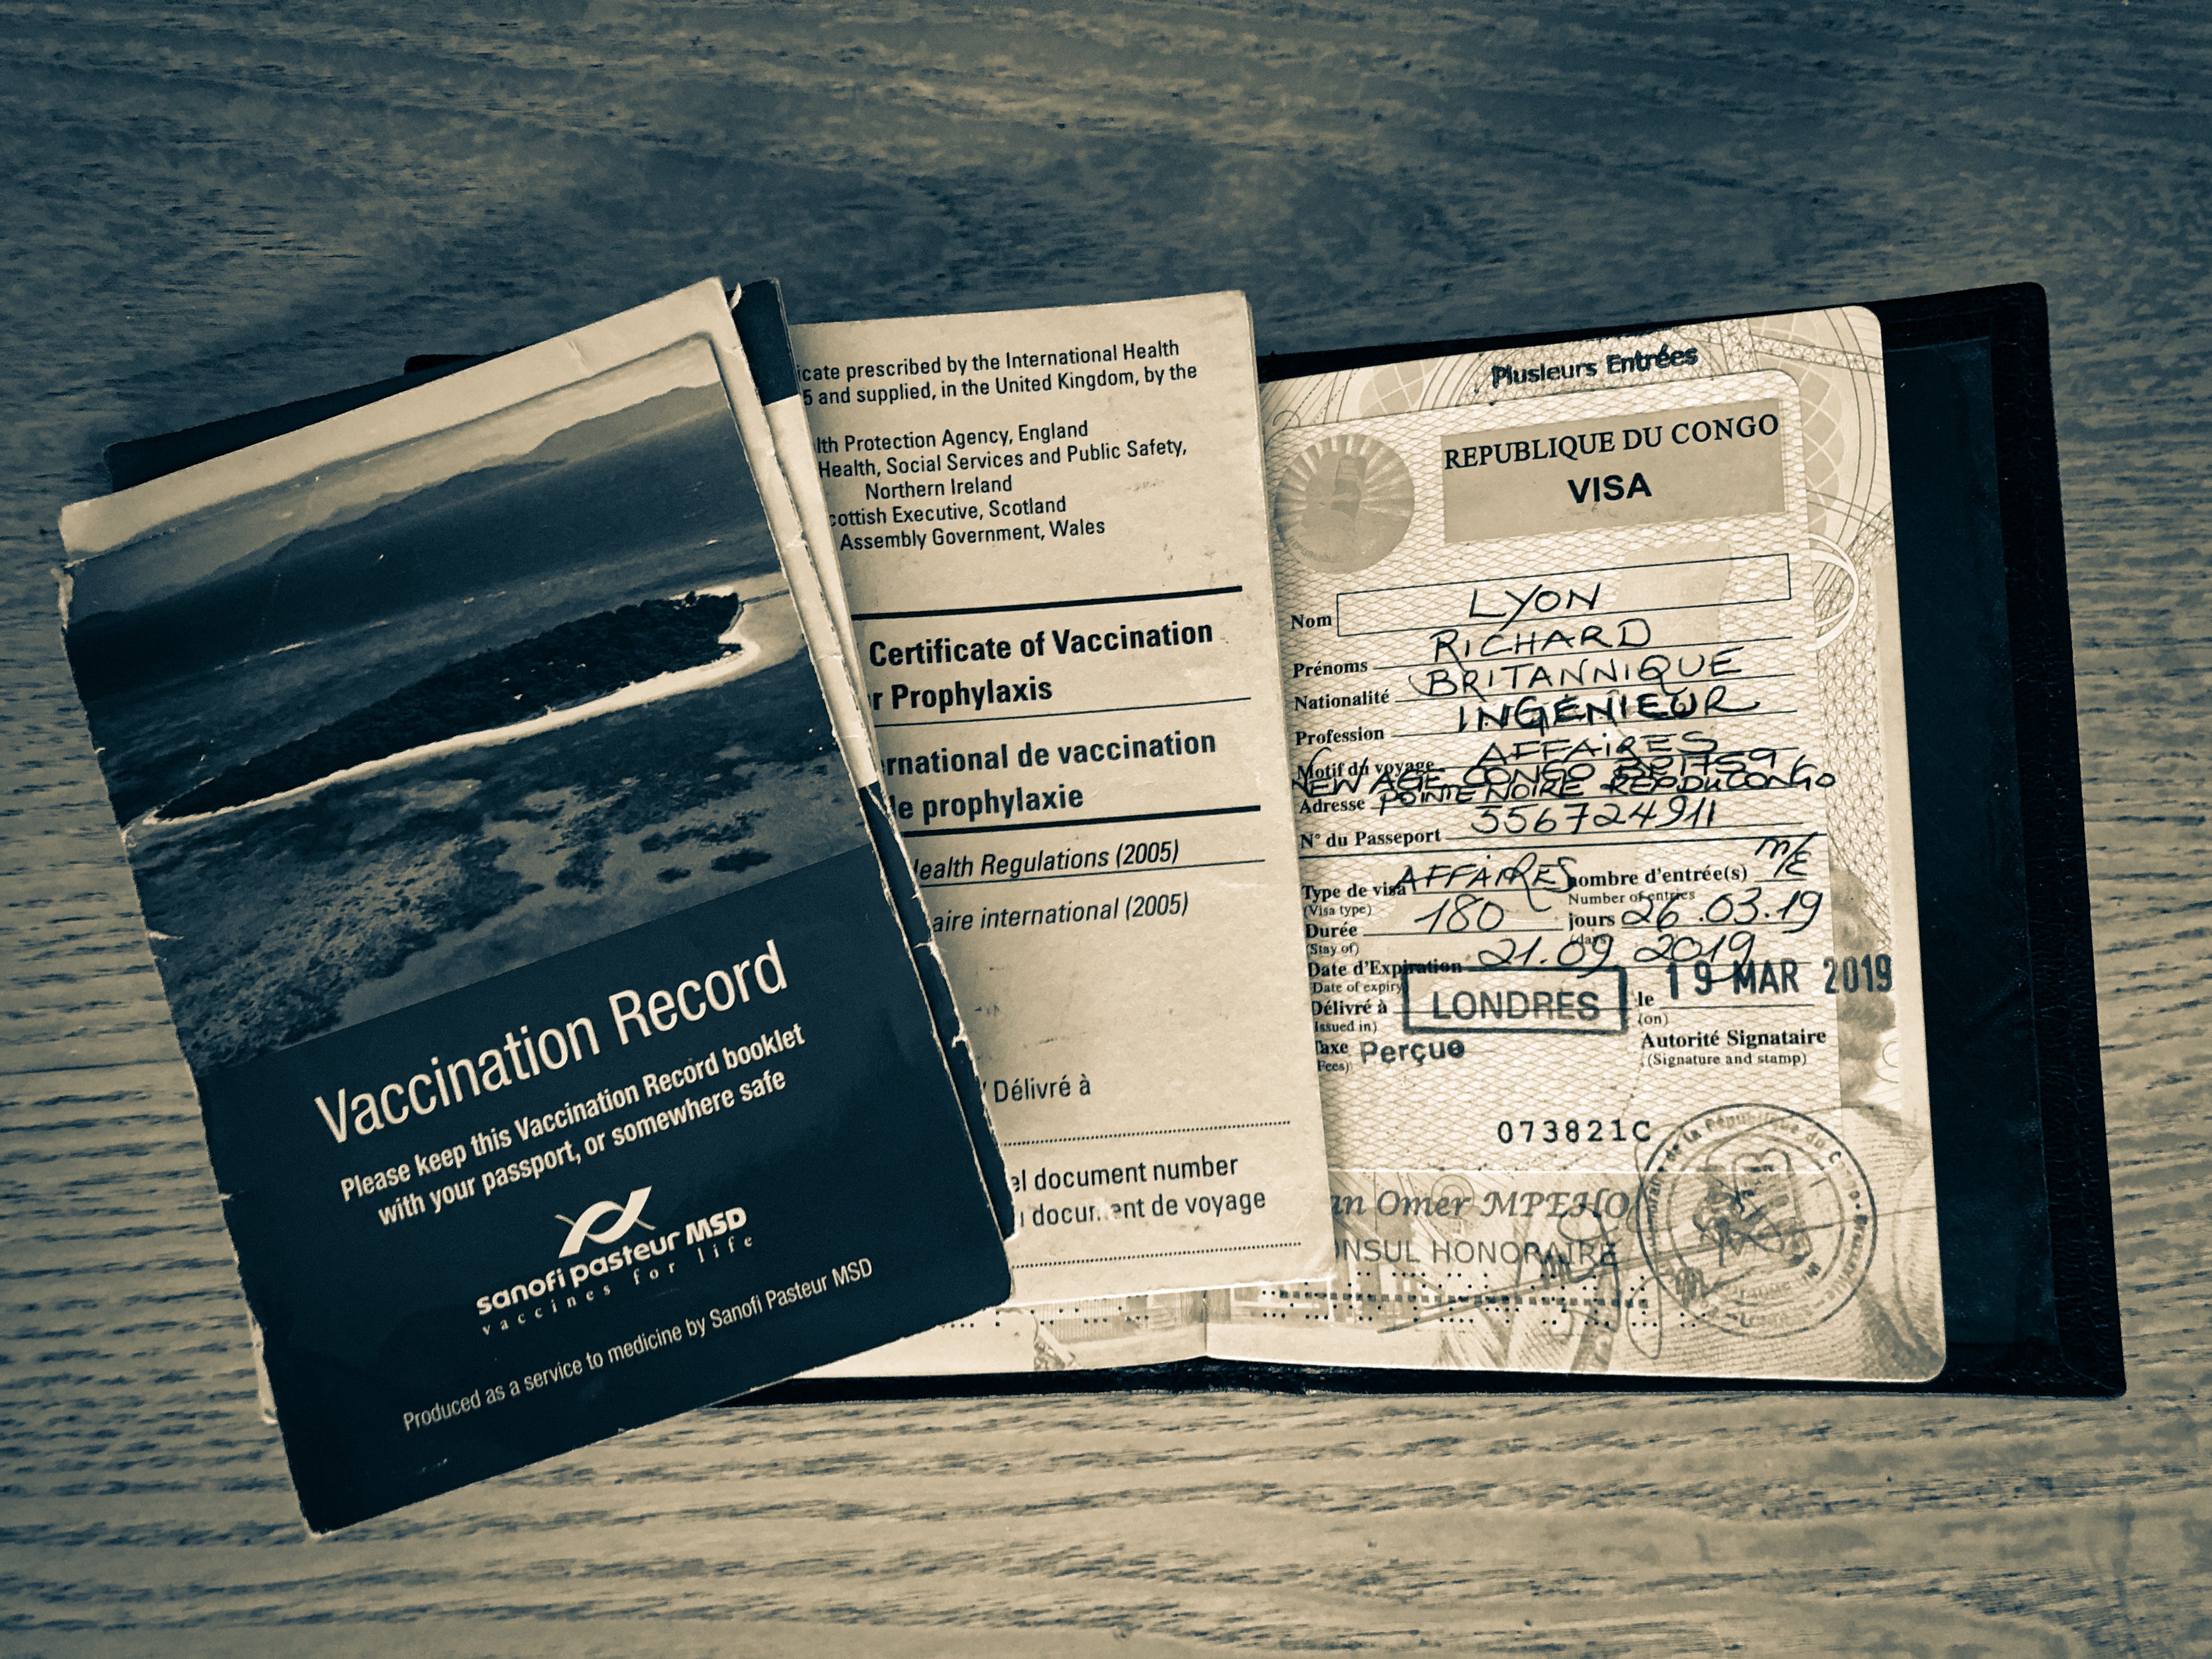 Vaccination Record
Please keep this Vaccination Record booklet
with your passport, or somewhere safe
sanofi pasteur MSD
vaccines for life
Produced as a service to medicine by Sanofi Pasteur MSD
icate prescribed by the International Health
5 and supplied, in the United Kingdom, by the
lth Protection Agency, England
Health, Social Services and Public Safety,
Northern Ireland
cottish Executive, Scotland
Assembly Government, Wales
Certificate of Vaccination
r Prophylaxis
rnational de vaccination
le prophylaxie
Health Regulations (2005)
aire international (2005)
/ Délivré à
el document number
document de voyage
Plusieurs Entrées
REPUBLIQUE DU CONGO
VISA
Nom LYON
Prénoms RICHARD
Nationalité BRITANNIQUE
Profession INGÉNIEUR
Motif du voyage AFFAIRES
NEW AGE CONGO BP1759
Adresse POINTE NOIRE REP DU CONGO
N° du Passeport 556724911
Type de visa AFFAIRES nombre d'entrée(s) M/E
(Visa type) Number of entries
Durée 180 jours 26.03.19
(Stay of) (days)
Date d'Expiration 21.09.2019
Date of expiry
Délivré à LONDRES le 19 MAR 2019
Issued in) (on)
Taxe Perçue Autorité Signataire
Fees) (Signature and stamp)
073821C
an Omer MPEHO
NSUL HONORAIRE